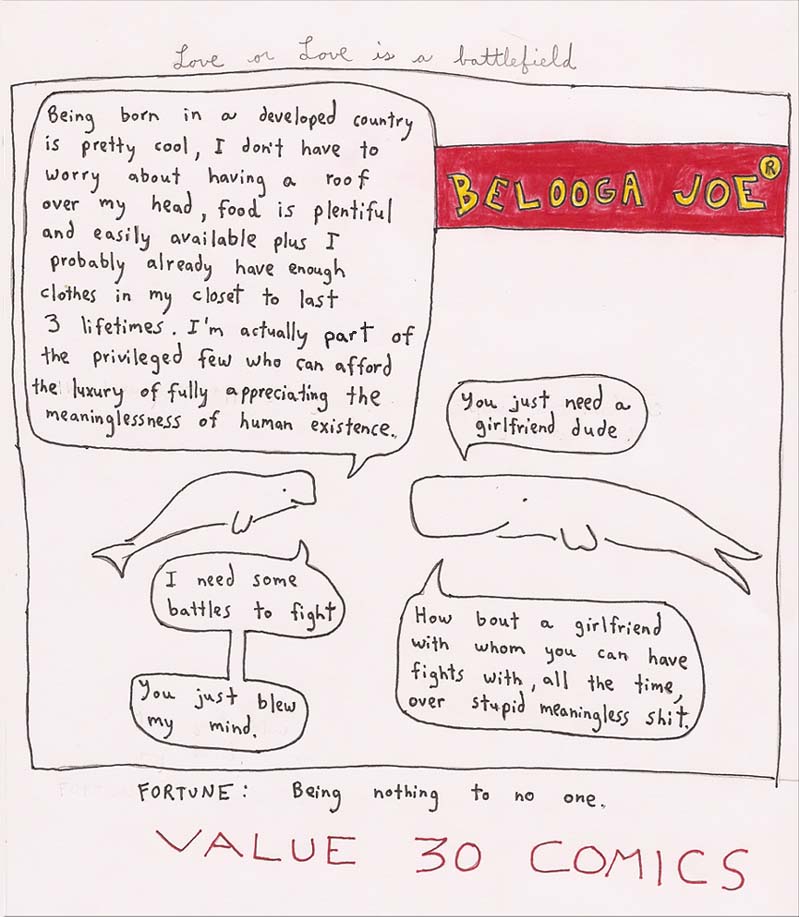 Love or Love is a battlefield
Being born in a developed country
is pretty cool, I don't have to
worry about having a roof
over my head, food is plentiful
and easily available plus I
probably already have enough
clothes in my closet to last
3 lifetimes. I'm actually part of
the privileged few who can afford
the luxury of fully appreciating the
meaninglessness of human existence.
BELOOGA JOE ®
You just need a
girlfriend dude
I need some
battles to fight
How bout a girlfriend
with whom you can have
fights with, all the time,
over stupid meaningless shit.
You just blew
my mind.
FORTUNE: Being nothing to no one.
VALUE 30 COMICS